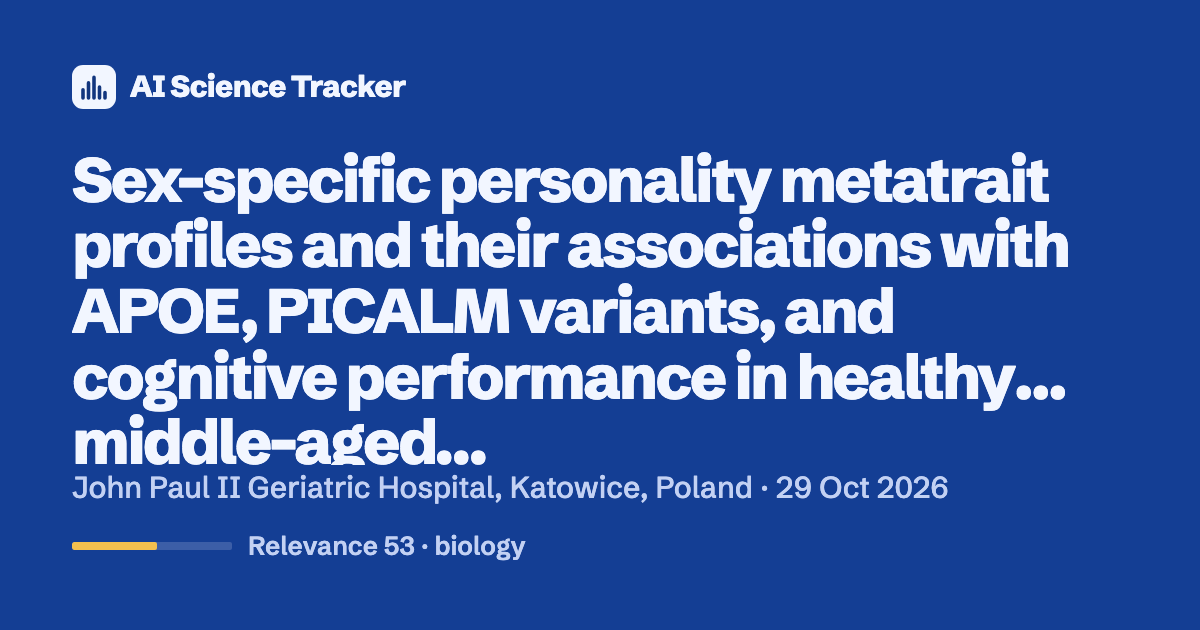 AI Science Tracker
Sex-specific personality metatrait
profiles and their associations with
APOE, PICALM variants, and
cognitive performance in healthy…
middle-aged…
John Paul II Geriatric Hospital, Katowice, Poland · 29 Oct 2026
Relevance 53 · biology